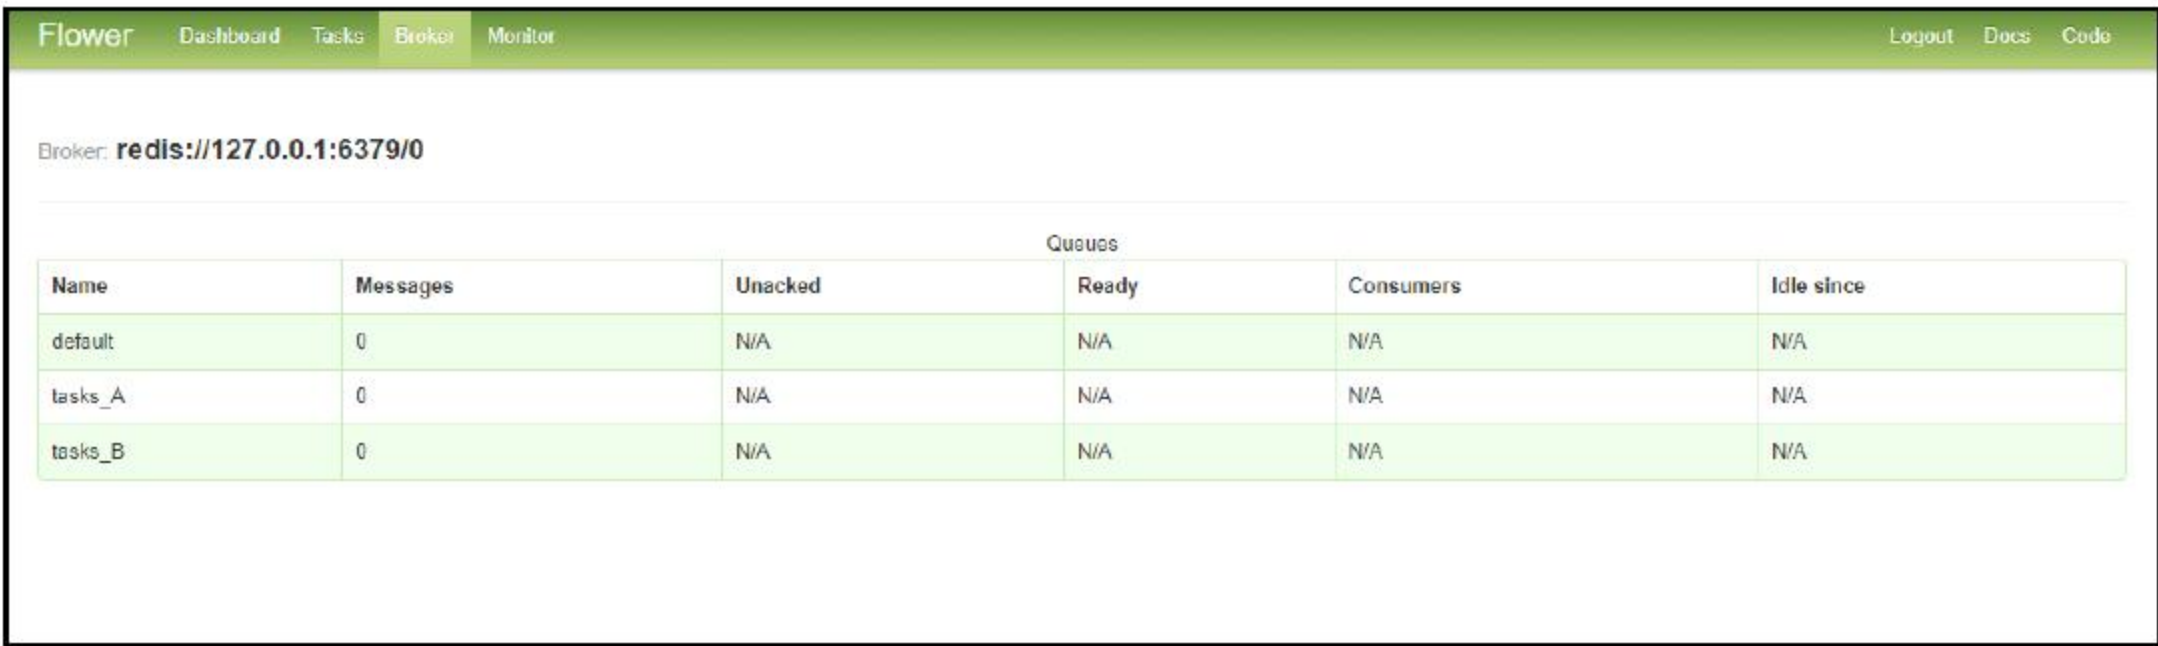 Flower Dashboard Tasks Broker Monitor Logout Docs Code
Broker: redis://127.0.0.1:6379/0
Queues
Name Messages Unacked Ready Consumers Idle since
default 0 N/A N/A N/A N/A
tasks_A 0 N/A N/A N/A N/A
tasks_B 0 N/A N/A N/A N/A